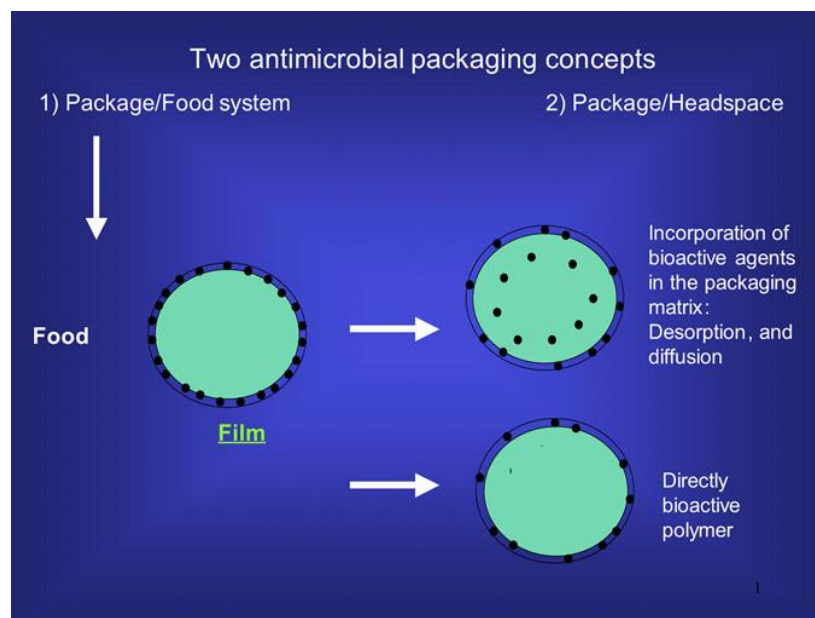 Two antimicrobial packaging concepts
1) Package/Food system
2) Package/Headspace
Incorporation of
bioactive agents
in the packaging
matrix:
Desorption, and
diffusion
Food
Film
Directly
bioactive
polymer
1